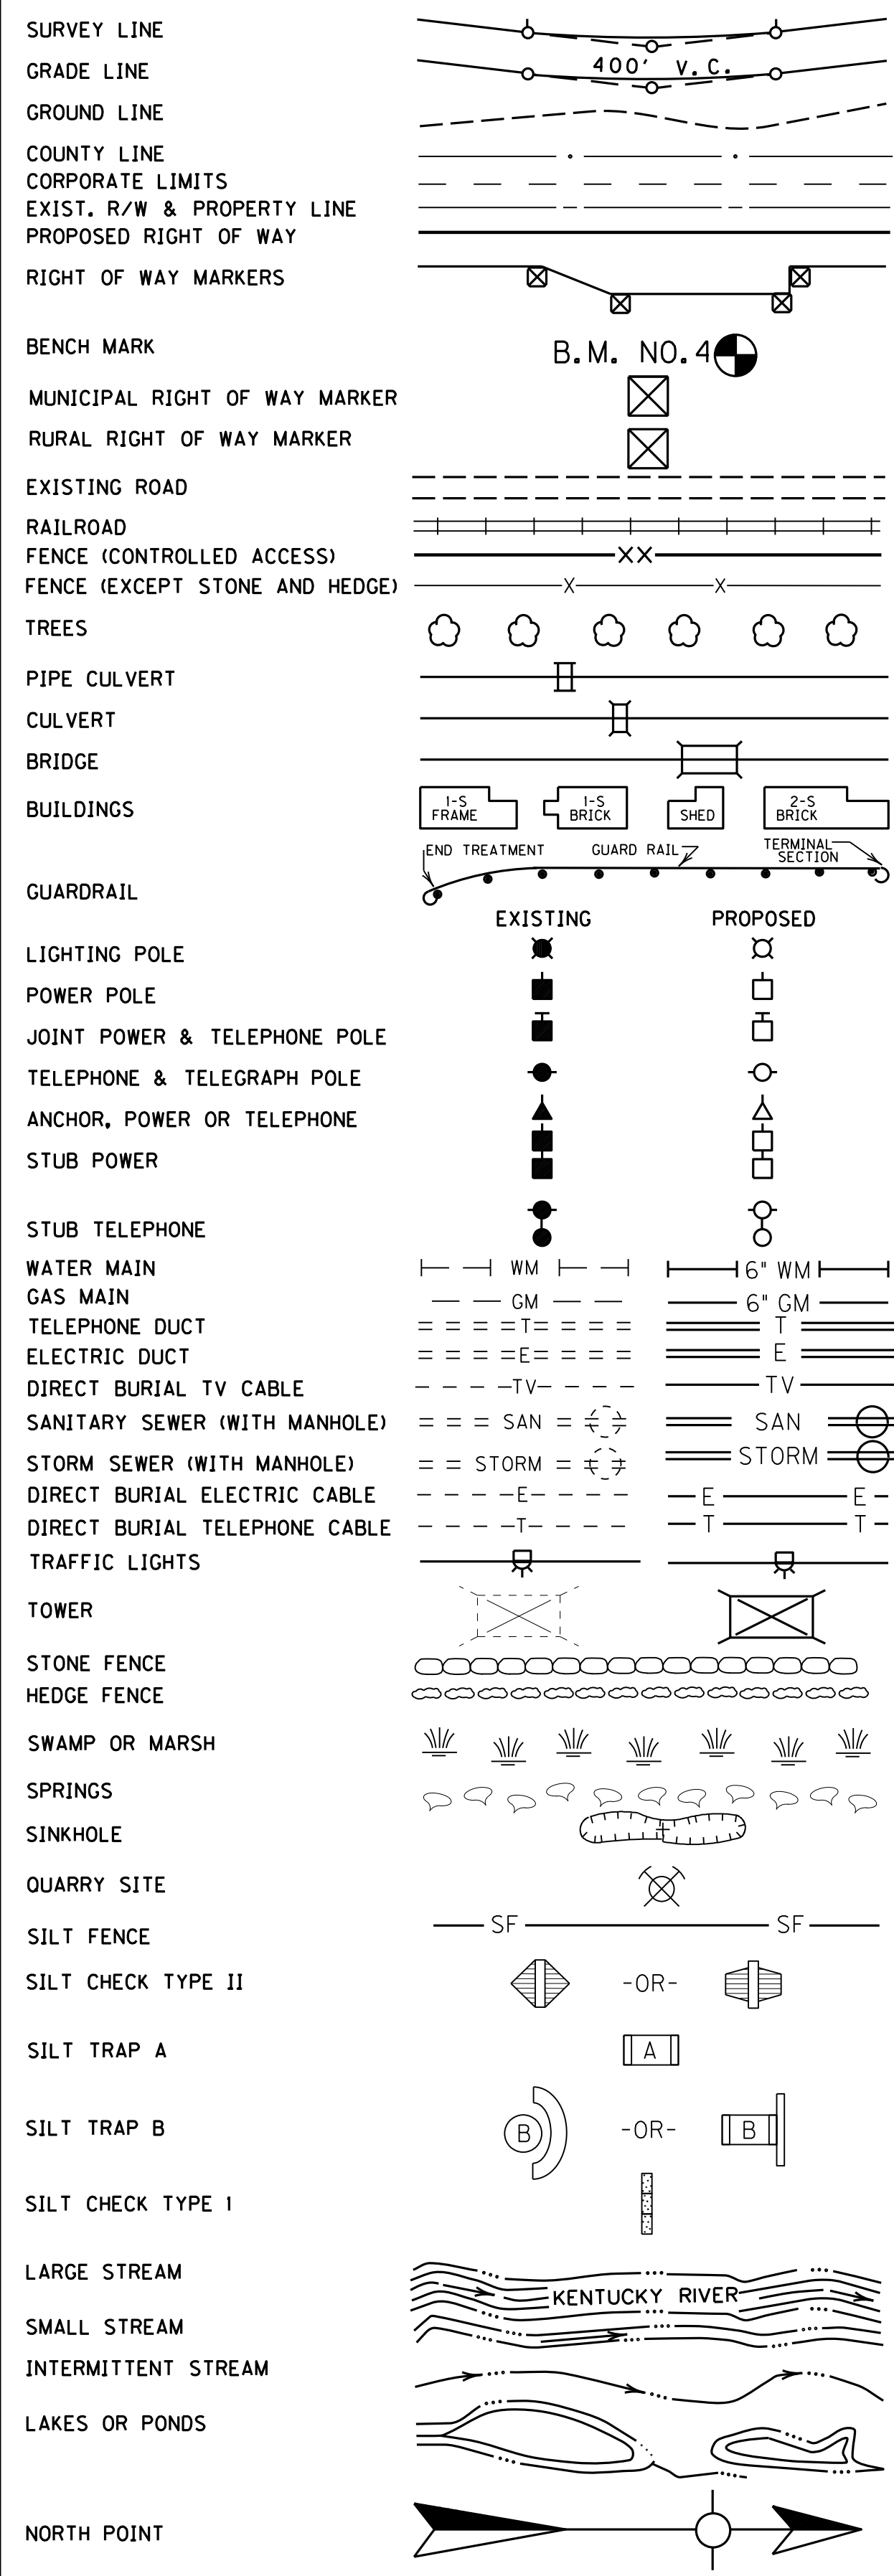 SURVEY LINE
GRADE LINE 400' V.C.
GROUND LINE
COUNTY LINE
CORPORATE LIMITS
EXIST. R/W & PROPERTY LINE
PROPOSED RIGHT OF WAY
RIGHT OF WAY MARKERS
BENCH MARK B.M. NO.4
MUNICIPAL RIGHT OF WAY MARKER
RURAL RIGHT OF WAY MARKER
EXISTING ROAD
RAILROAD
FENCE (CONTROLLED ACCESS) XX
FENCE (EXCEPT STONE AND HEDGE) X X
TREES
PIPE CULVERT
CULVERT
BRIDGE
BUILDINGS
1-S FRAME
1-S BRICK
SHED
2-S BRICK
END TREATMENT
GUARD RAIL
TERMINAL SECTION
GUARDRAIL
EXISTING PROPOSED
LIGHTING POLE
POWER POLE
JOINT POWER & TELEPHONE POLE
TELEPHONE & TELEGRAPH POLE
ANCHOR, POWER OR TELEPHONE
STUB POWER
STUB TELEPHONE
WATER MAIN WM 6" WM
GAS MAIN GM 6" GM
TELEPHONE DUCT T T
ELECTRIC DUCT E E
DIRECT BURIAL TV CABLE TV TV
SANITARY SEWER (WITH MANHOLE) SAN SAN
STORM SEWER (WITH MANHOLE) STORM STORM
DIRECT BURIAL ELECTRIC CABLE E E E
DIRECT BURIAL TELEPHONE CABLE T T T
TRAFFIC LIGHTS
TOWER
STONE FENCE
HEDGE FENCE
SWAMP OR MARSH
SPRINGS
SINKHOLE
QUARRY SITE
SILT FENCE SF SF
SILT CHECK TYPE II -OR-
SILT TRAP A A
SILT TRAP B B -OR- B
SILT CHECK TYPE 1
LARGE STREAM
KENTUCKY RIVER
SMALL STREAM
INTERMITTENT STREAM
LAKES OR PONDS
NORTH POINT